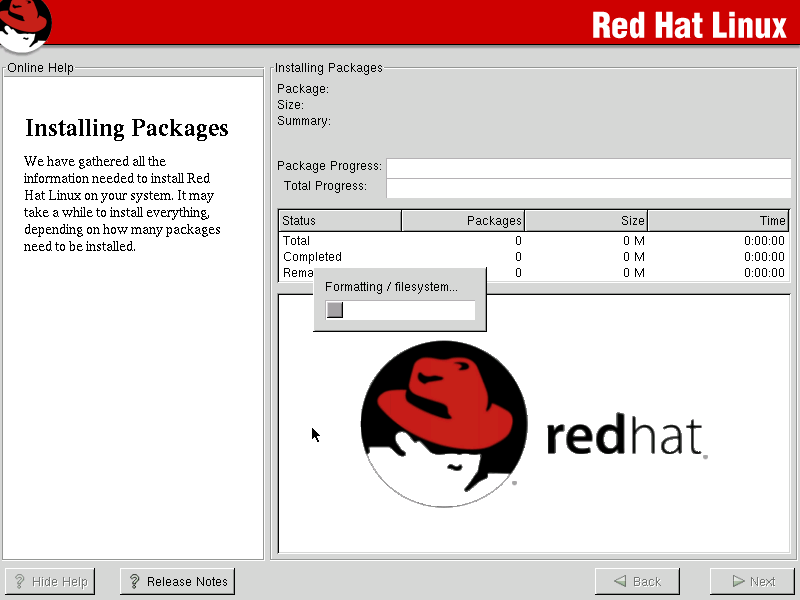 Red Hat Linux
Online Help
Installing Packages
We have gathered all the
information needed to install Red
Hat Linux on your system. It may
take a while to install everything,
depending on how many packages
need to be installed.
Installing Packages
Package:
Size:
Summary:
Package Progress:
Total Progress:
Status Packages Size Time
Total 0 0 M 0:00:00
Completed 0 0 M 0:00:00
Rema 0 0 M 0:00:00
Formatting / filesystem...
redhat.
Hide Help
Release Notes
Back
Next